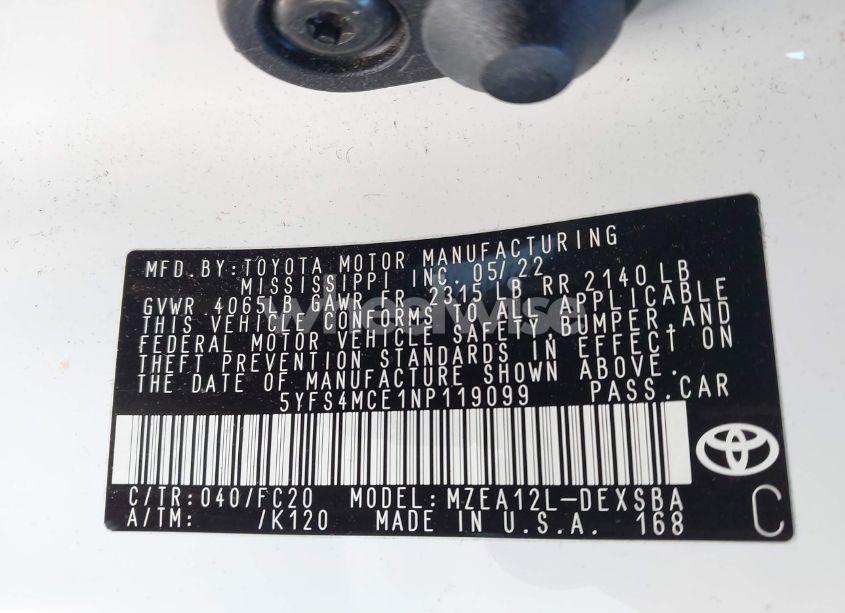 MFD. BY: TOYOTA MOTOR MANUFACTURING
MISSISSIPPI INC. 05/22
GVWR 4065LB GAWR FR 2315 LB RR 2140 LB
THIS VEHICLE CONFORMS TO ALL APPLICABLE
FEDERAL MOTOR VEHICLE SAFETY, BUMPER, AND
THEFT PREVENTION STANDARDS IN EFFECT ON
THE DATE OF MANUFACTURE SHOWN ABOVE.
5YFS4MCE1NP119099 PASS. CAR
C/TR: 040/FC20 MODEL: MZEA12L-DEXSBA
A/TM: /K120 MADE IN U.S.A. 168 C